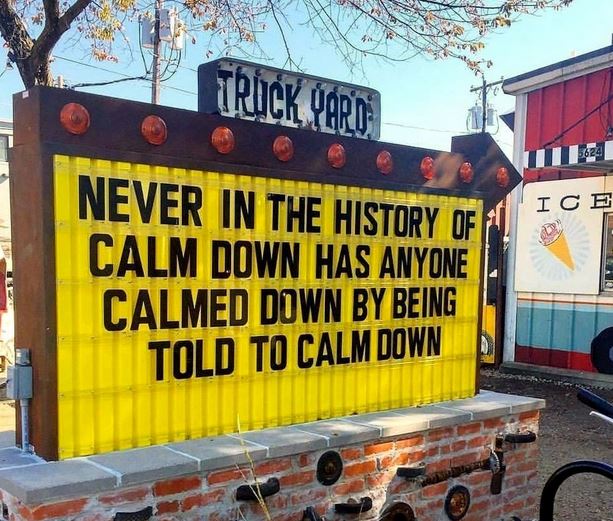 TRUCK YARD
NEVER IN THE HISTORY OF
CALM DOWN HAS ANYONE
CALMED DOWN BY BEING
TOLD TO CALM DOWN
5624
ICE